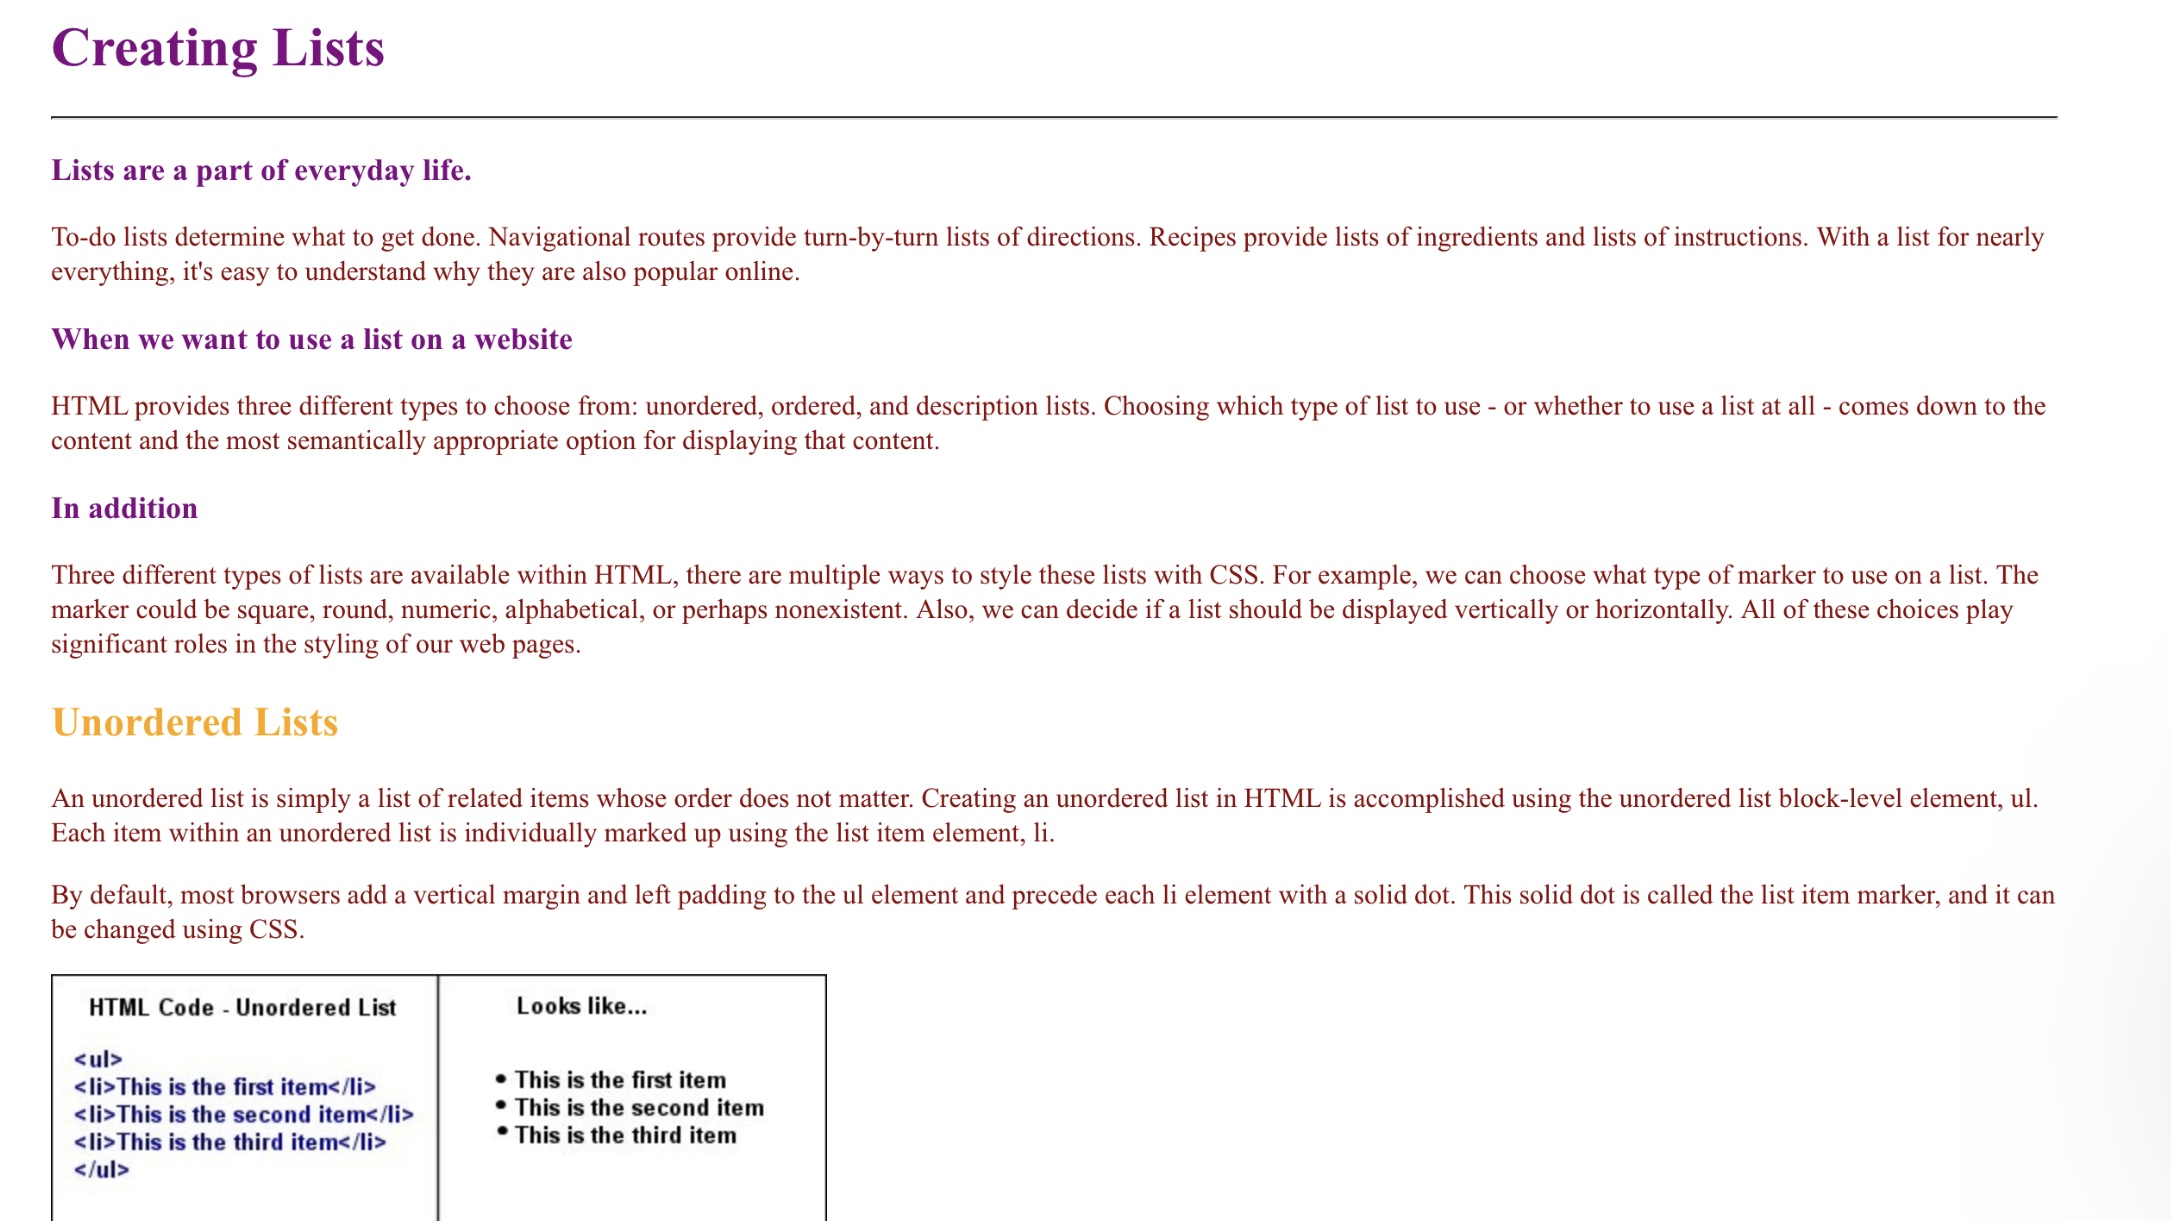 Creating Lists
Lists are a part of everyday life.
To-do lists determine what to get done. Navigational routes provide turn-by-turn lists of directions. Recipes provide lists of ingredients and lists of instructions. With a list for nearly
everything, it's easy to understand why they are also popular online.
When we want to use a list on a website
HTML provides three different types to choose from: unordered, ordered, and description lists. Choosing which type of list to use - or whether to use a list at all - comes down to the
content and the most semantically appropriate option for displaying that content.
In addition
Three different types of lists are available within HTML, there are multiple ways to style these lists with CSS. For example, we can choose what type of marker to use on a list. The
marker could be square, round, numeric, alphabetical, or perhaps nonexistent. Also, we can decide if a list should be displayed vertically or horizontally. All of these choices play
significant roles in the styling of our web pages.
Unordered Lists
An unordered list is simply a list of related items whose order does not matter. Creating an unordered list in HTML is accomplished using the unordered list block-level element, ul.
Each item within an unordered list is individually marked up using the list item element, li.
By default, most browsers add a vertical margin and left padding to the ul element and precede each li element with a solid dot. This solid dot is called the list item marker, and it can
be changed using CSS.
HTML Code - Unordered List
<ul>
<li>This is the first item</li>
<li>This is the second item</li>
<li>This is the third item</li>
</ul>
Looks like...
• This is the first item
• This is the second item
• This is the third item